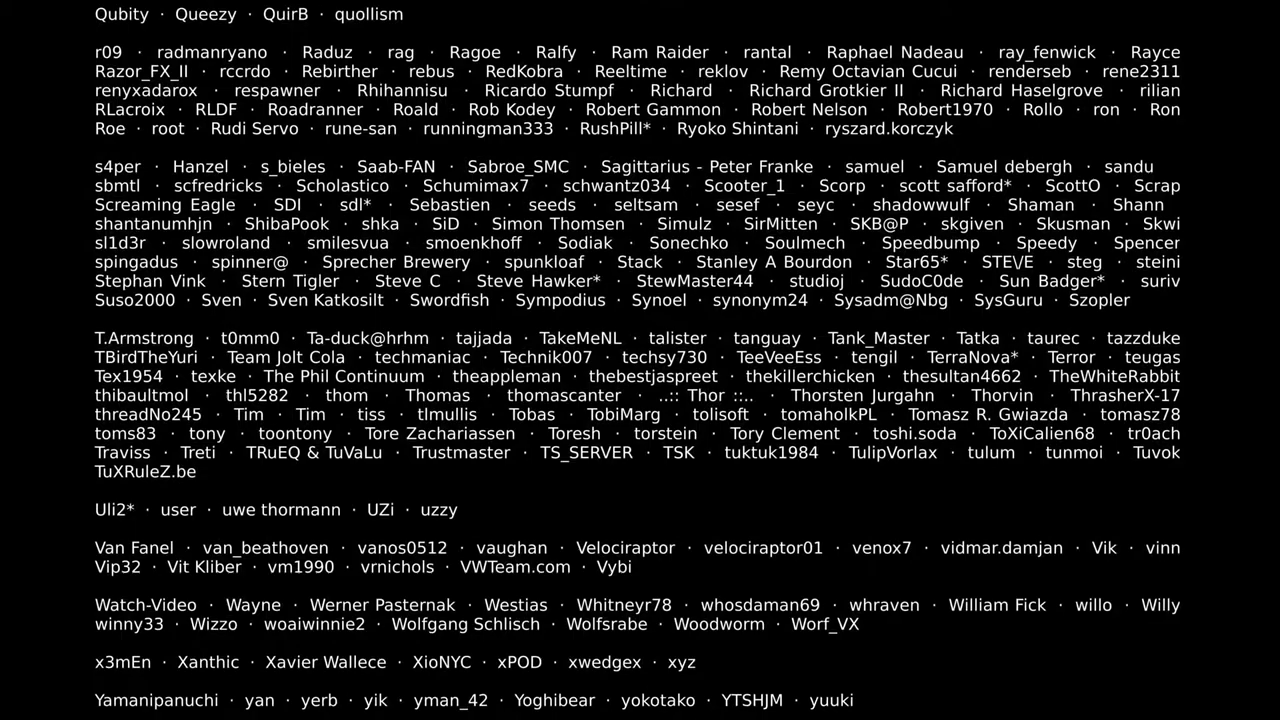 Qubity · Queezy · QuirB · quollism
r09 · radmanryano · Raduz · rag · Ragoe · Ralfy · Ram Raider · rantal · Raphael Nadeau · ray_fenwick · Rayce
Razor_FX_II · rccrdo · Rebirther · rebus · RedKobra · Reeltime · reklov · Remy Octavian Cucui · renderseb · rene2311
renyxadarox · respawner · Rhihannisu · Ricardo Stumpf · Richard · Richard Grotkier II · Richard Haselgrove · rilian
RLacroix · RLDF · Roadranner · Roald · Rob Kodey · Robert Gammon · Robert Nelson · Robert1970 · Rollo · ron · Ron
Roe · root · Rudi Servo · rune-san · runningman333 · RushPill* · Ryoko Shintani · ryszard.korczyk
s4per · Hanzel · s_bieles · Saab-FAN · Sabroe_SMC · Sagittarius - Peter Franke · samuel · Samuel debergh · sandu
sbmtl · scfredricks · Scholastico · Schumimax7 · schwantz034 · Scooter_1 · Scorp · scott safford* · ScottO · Scrap
Screaming Eagle · SDI · sdl* · Sebastien · seeds · seltsam · sesef · seyc · shadowwulf · Shaman · Shann
shantanumhjn · ShibaPook · shka · SiD · Simon Thomsen · Simulz · SirMitten · SKB@P · skgiven · Skusman · Skwi
sl1d3r · slowroland · smilesvua · smoenkhoff · Sodiak · Sonechko · Soulmech · Speedbump · Speedy · Spencer
spingadus · spinner@ · Sprecher Brewery · spunkloaf · Stack · Stanley A Bourdon · Star65* · STE\/E · steg · steini
Stephan Vink · Stern Tigler · Steve C · Steve Hawker* · StewMaster44 · studioj · SudoC0de · Sun Badger* · suriv
Suso2000 · Sven · Sven Katkosilt · Swordfish · Sympodius · Synoel · synonym24 · Sysadm@Nbg · SysGuru · Szopler
T.Armstrong · t0mm0 · Ta-duck@hrhm · tajjada · TakeMeNL · talister · tanguay · Tank_Master · Tatka · taurec · tazzduke
TBirdTheYuri · Team Jolt Cola · techmaniac · Technik007 · techsy730 · TeeVeeEss · tengil · TerraNova* · Terror · teugas
Tex1954 · texke · The Phil Continuum · theappleman · thebestjaspreet · thekillerchicken · thesultan4662 · TheWhiteRabbit
thibaultmol · thl5282 · thom · Thomas · thomascanter · ..:: Thor ::.. · Thorsten Jurgahn · Thorvin · ThrasherX-17
threadNo245 · Tim · Tim · tiss · tlmullis · Tobas · TobiMarg · tolisoft · tomaholkPL · Tomasz R. Gwiazda · tomasz78
toms83 · tony · toontony · Tore Zachariassen · Toresh · torstein · Tory Clement · toshi.soda · ToXiCalien68 · tr0ach
Traviss · Treti · TRuEQ & TuVaLu · Trustmaster · TS_SERVER · TSK · tuktuk1984 · TulipVorlax · tulum · tunmoi · Tuvok
TuXRuleZ.be
Uli2* · user · uwe thormann · UZi · uzzy
Van Fanel · van_beathoven · vanos0512 · vaughan · Velociraptor · velociraptor01 · venox7 · vidmar.damjan · Vik · vinn
Vip32 · Vit Kliber · vm1990 · vrnichols · VWTeam.com · Vybi
Watch-Video · Wayne · Werner Pasternak · Westias · Whitneyr78 · whosdaman69 · whraven · William Fick · willo · Willy
winny33 · Wizzo · woaiwinnie2 · Wolfgang Schlisch · Wolfsrabe · Woodworm · Worf_VX
x3mEn · Xanthic · Xavier Wallece · XioNYC · xPOD · xwedgex · xyz
Yamanipanuchi · yan · yerb · yik · yman_42 · Yoghibear · yokotako · YTSHJM · yuuki